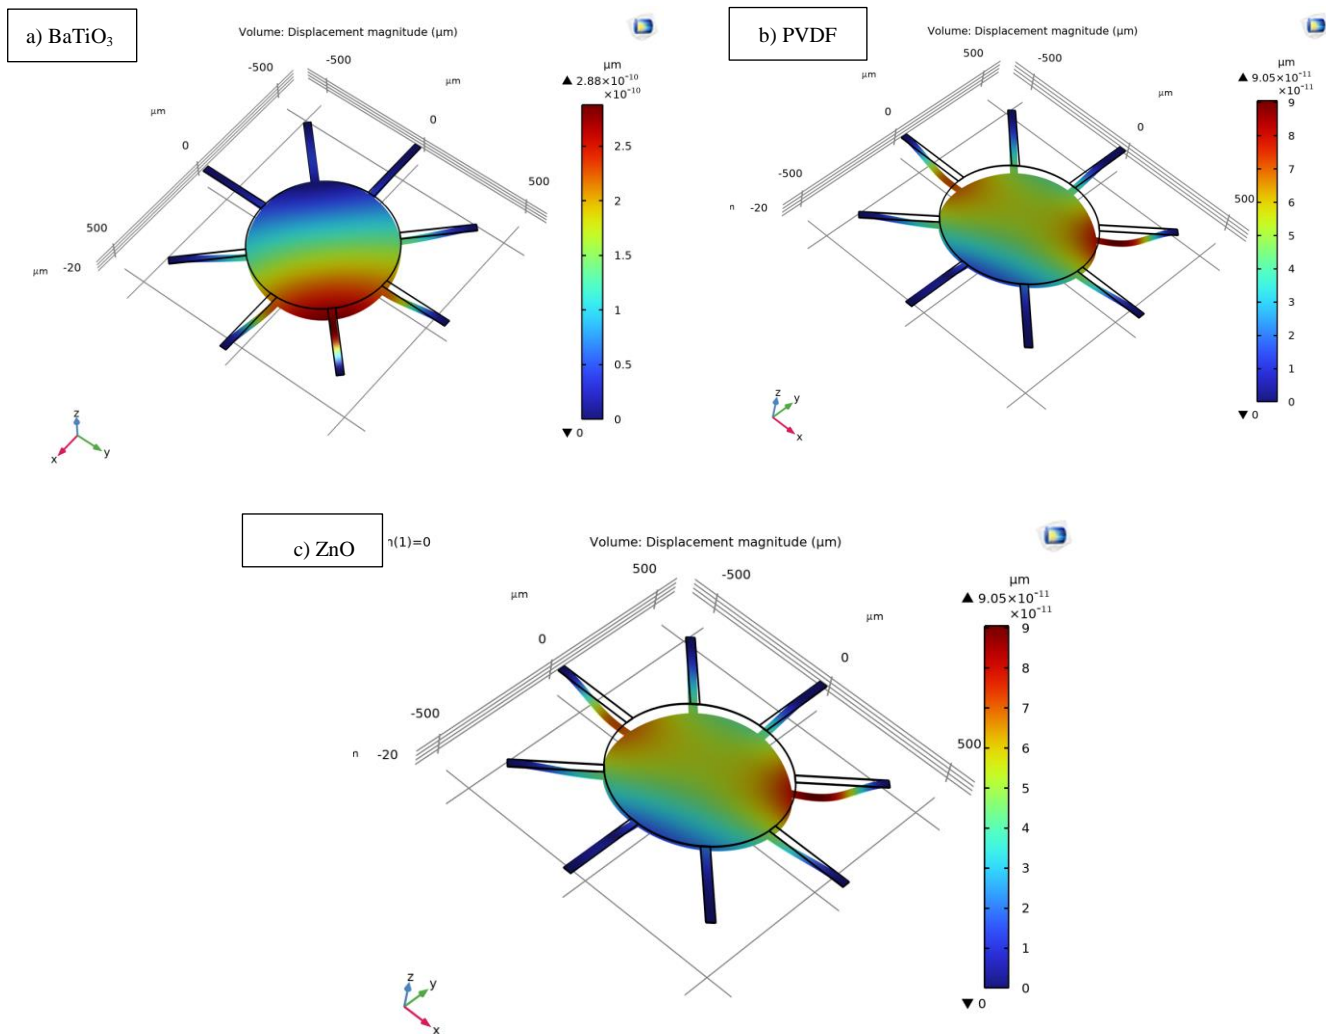 a) BaTiO₃
Volume: Displacement magnitude (μm)
-500
-500
μm
μm
0
0
500
500
μm
-20
μm
▲ 2.88×10⁻¹⁰
×10⁻¹⁰
2.5
2
1.5
1
0.5
0
▼ 0
z
x
y
b) PVDF
Volume: Displacement magnitude (μm)
500
-500
μm
0
0
-500
500
n
-20
μm
▲ 9.05×10⁻¹¹
×10⁻¹¹
9
8
7
6
5
4
3
2
1
0
▼ 0
z
y
x
c) ZnO
n(1)=0
Volume: Displacement magnitude (μm)
500
-500
μm
μm
0
0
-500
500
n
-20
μm
▲ 9.05×10⁻¹¹
×10⁻¹¹
9
8
7
6
5
4
3
2
1
0
▼ 0
z
y
x